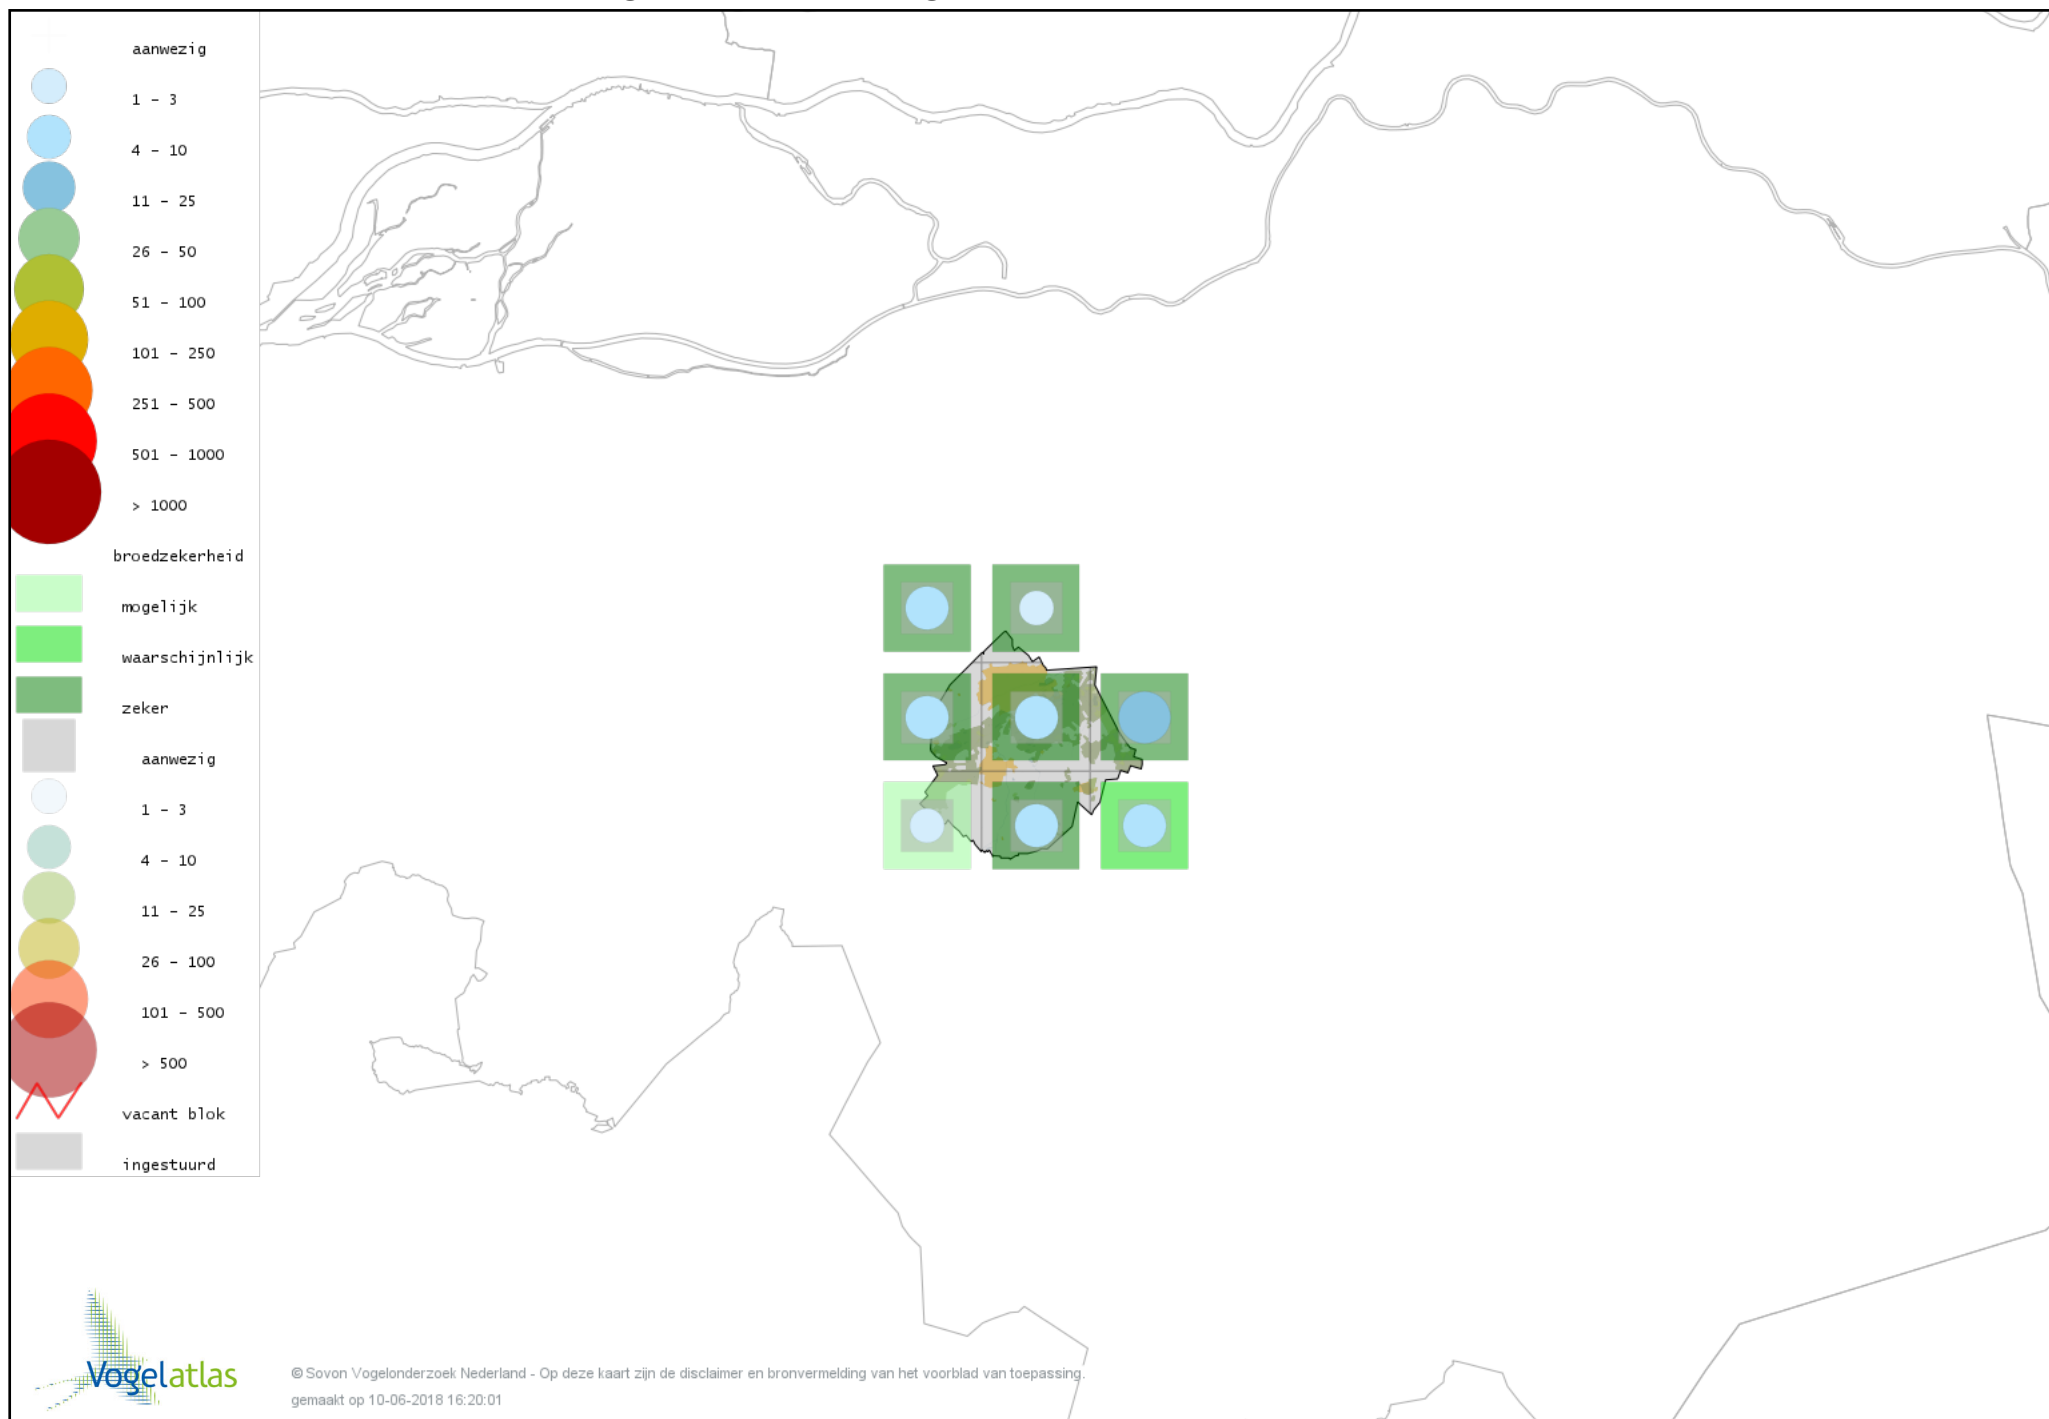 aanwezig
1 - 3
4 - 10
11 - 25
26 - 50
51 - 100
101 - 250
251 - 500
501 - 1000
> 1000
broedzekerheid
mogelijk
waarschijnlijk
zeker
aanwezig
1 - 3
4 - 10
11 - 25
26 - 100
101 - 500
> 500
vacant blok
ingestuurd
Vogelatlas
© Sovon Vogelonderzoek Nederland - Op deze kaart zijn de disclaimer en bronvermelding van het voorblad van toepassing.
gemaakt op 10-06-2018 16:20:01